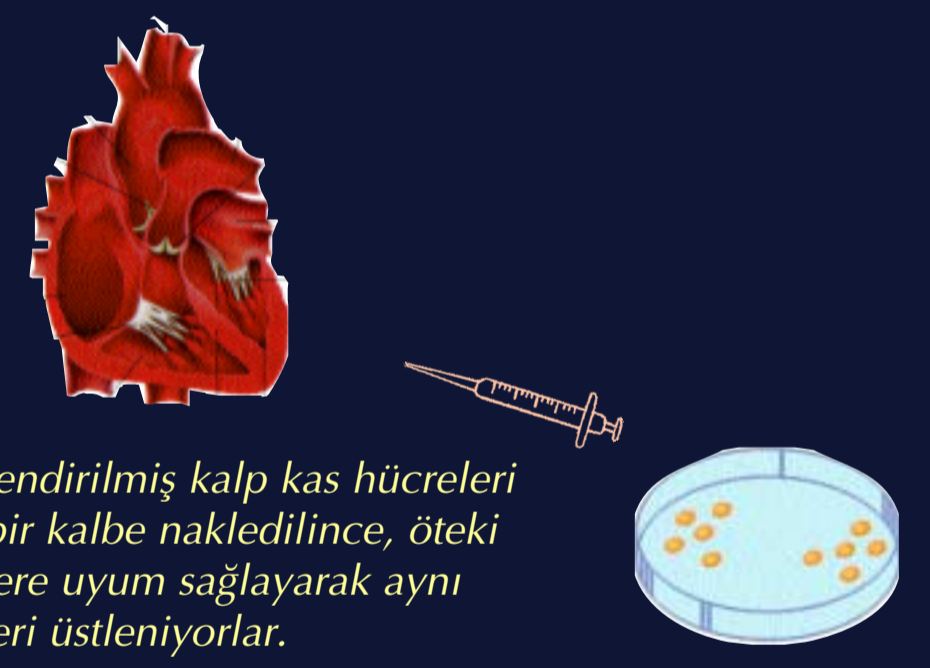 endirilmiş kalp kas hücreleri
bir kalbe nakledilince, öteki
ere uyum sağlayarak aynı
eri üstleniyorlar.